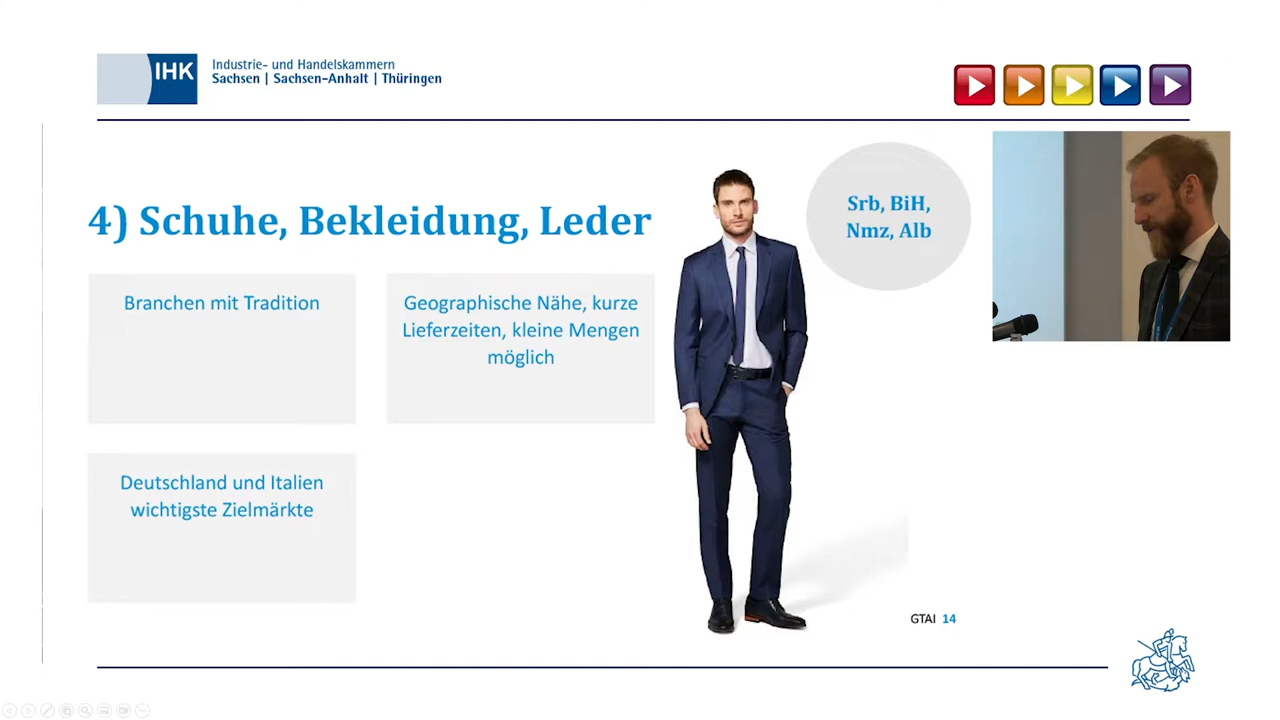 IHK
Industrie- und Handelskammern
Sachsen | Sachsen-Anhalt | Thüringen
4) Schuhe, Bekleidung, Leder
Srb, BiH,
Nmz, Alb
Branchen mit Tradition
Geographische Nähe, kurze
Lieferzeiten, kleine Mengen
möglich
Deutschland und Italien
wichtigste Zielmärkte
GTAI 14